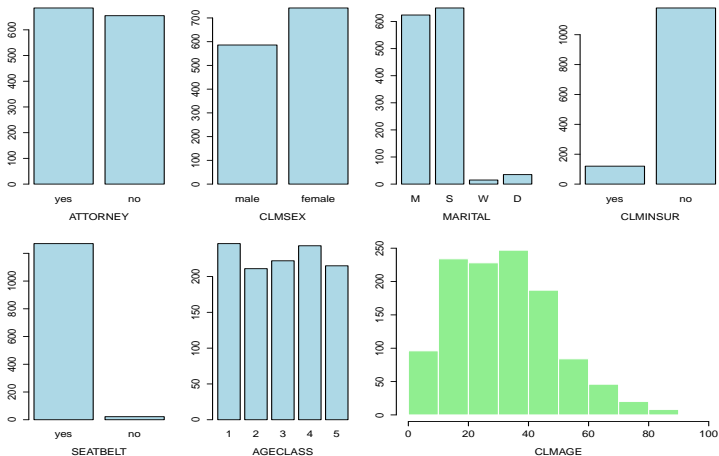 0 100 200 300 400 500 600
yes no
ATTORNEY
0 100 200 300 400 500 600 700
male female
CLMSEX
0 100 200 300 400 500 600
M S W D
MARITAL
0 200 400 600 800 1000
yes no
CLMINSUR
0 200 400 600 800 1000
yes no
SEATBELT
0 50 100 150 200
1 2 3 4 5
AGECLASS
0 50 100 150 200 250
0 20 40 60 80 100
CLMAGE